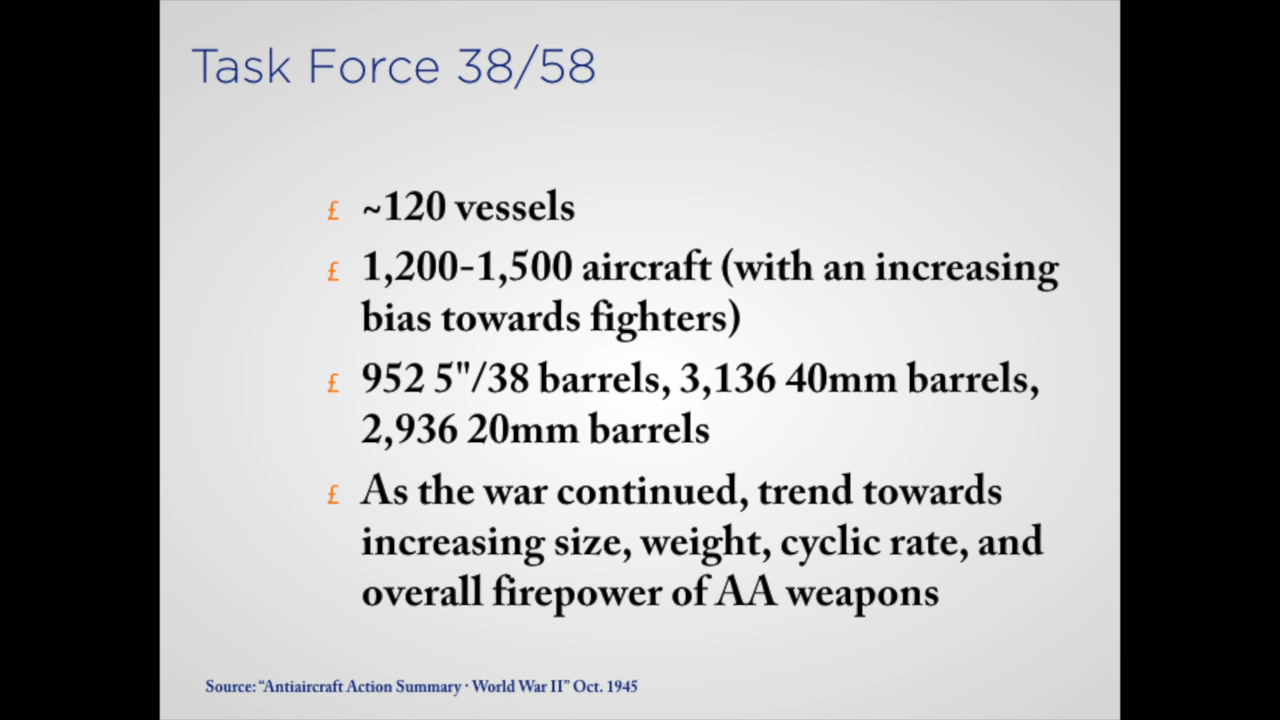 Task Force 38/58
£ ~120 vessels
£ 1,200-1,500 aircraft (with an increasing
bias towards fighters)
£ 952 5"/38 barrels, 3,136 40mm barrels,
2,936 20mm barrels
£ As the war continued, trend towards
increasing size, weight, cyclic rate, and
overall firepower of AA weapons
Source: “Antiaircraft Action Summary · World War II” Oct. 1945